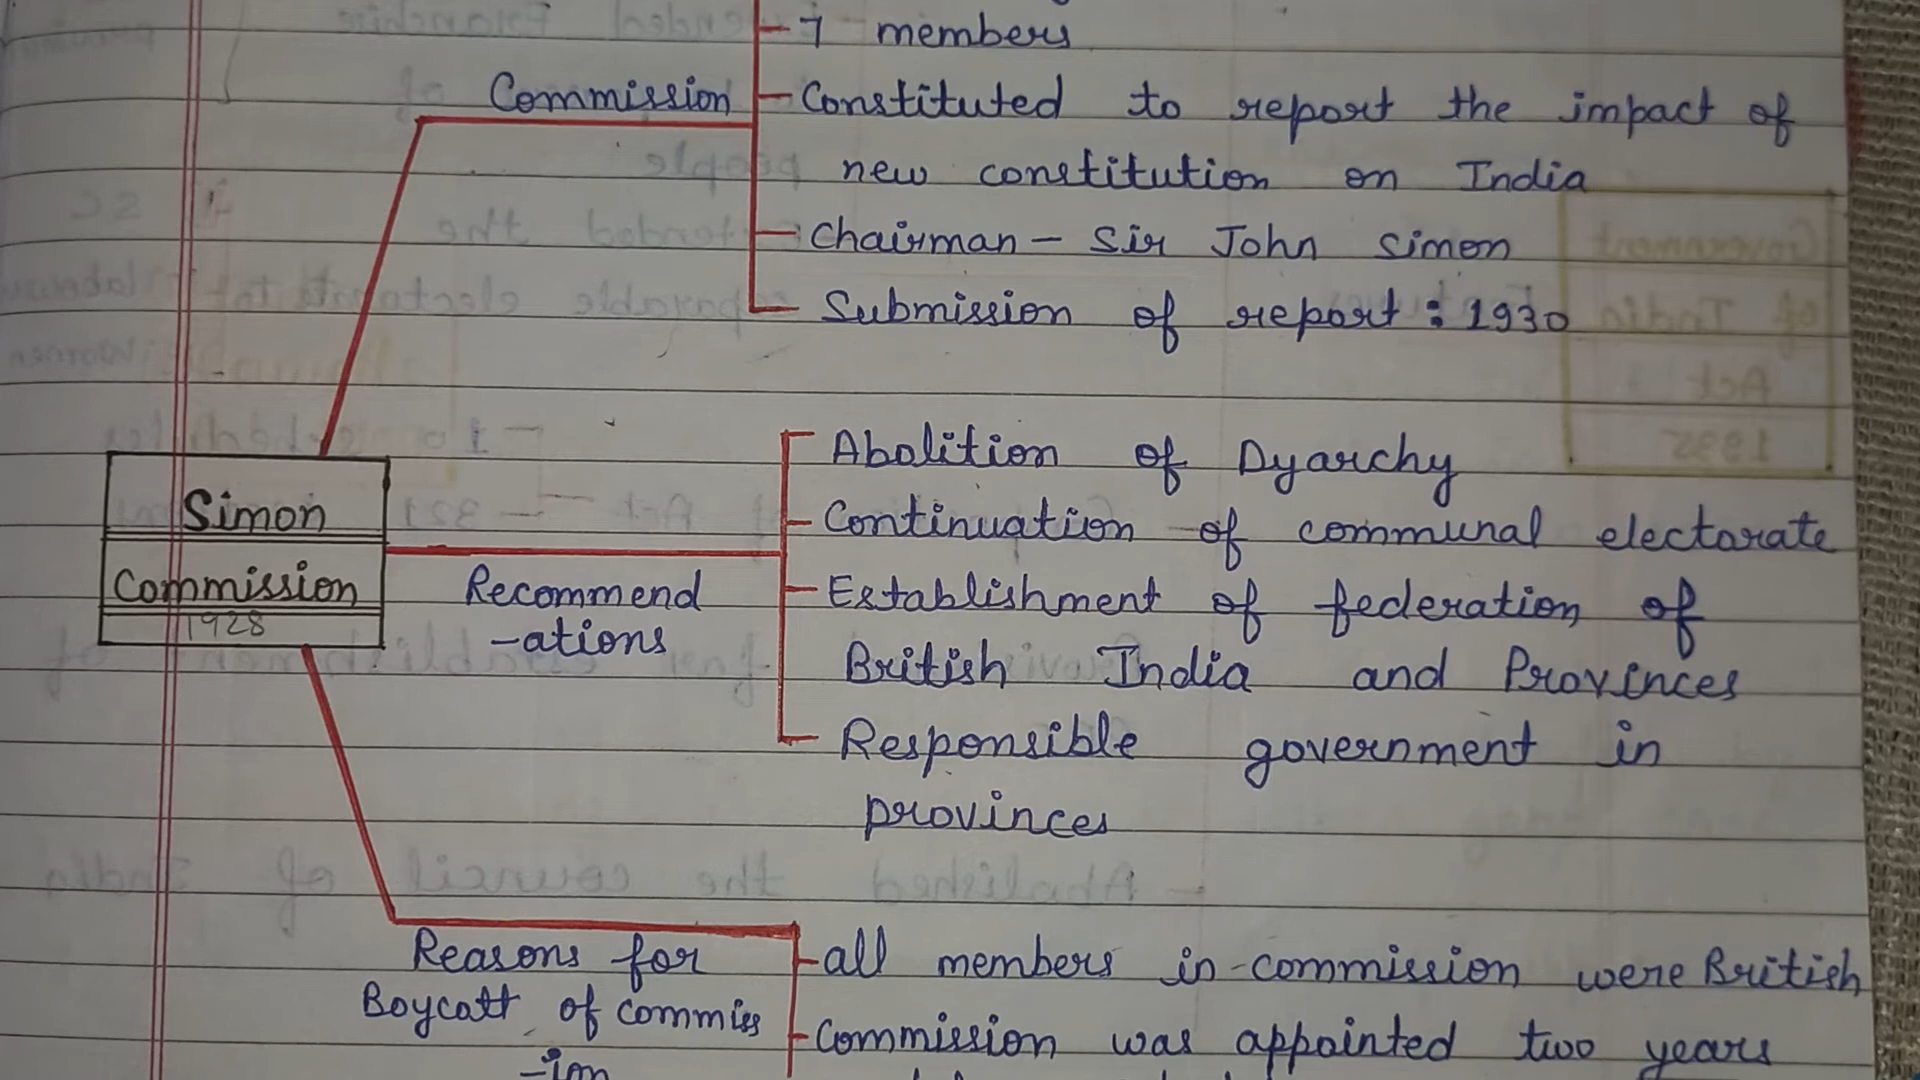 7 members
Commission
Constituted to report the impact of
new constitution on India
Chairman - Sir John Simon
Submission of report : 1930
Simon
Commission
1928
Recommend
-ations
Abolition of Dyarchy
Continuation of communal electorate
Establishment of federation of
British India and Provinces
Responsible government in
provinces
Reasons for
Boycott of commiss
-ion
all members in commission were British
Commission was appointed two years